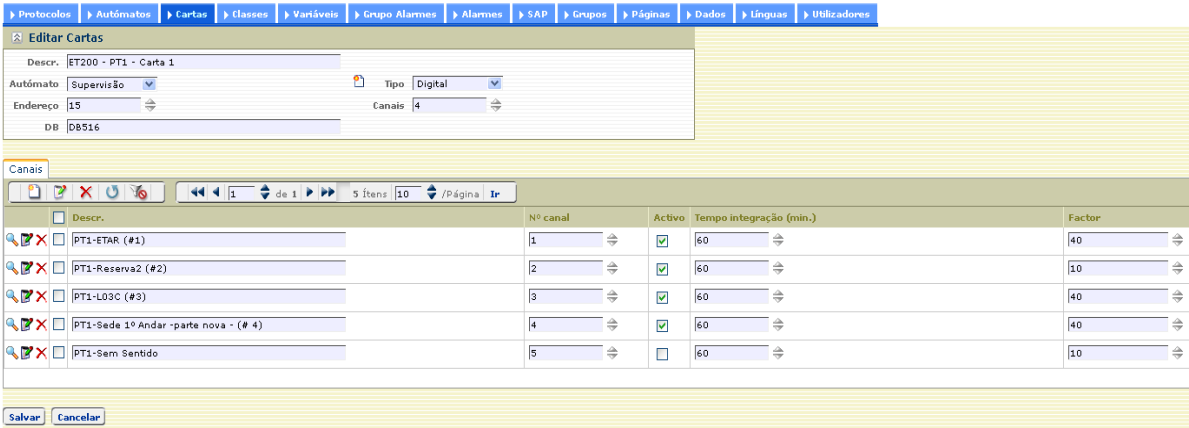 Protocolos Autómatos Cartas Classes Variáveis Grupo Alarmes Alarmes SAP Grupos Páginas Dados Línguas Utilizadores
Editar Cartas
Descr. ET200 - PT1 - Carta 1
Autómato Supervisão Tipo Digital
Endereço 15 Canais 4
DB DB516
Canais
1 de 1 5 Ítens 10 /Página Ir
Descr. Nº canal Activo Tempo integração (min.) Factor
PT1-ETAR (#1) 1 60 40
PT1-Reserva2 (#2) 2 60 10
PT1-L03C (#3) 3 60 40
PT1-Sede 1º Andar -parte nova - (# 4) 4 60 40
PT1-Sem Sentido 5 60 10
Salvar Cancelar